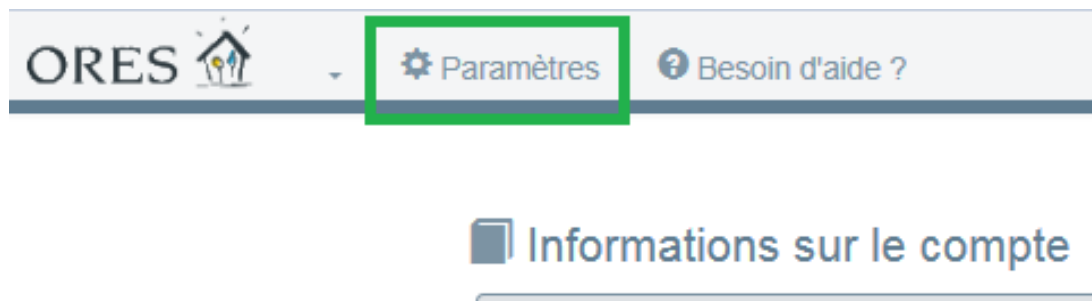 ORES Paramètres Besoin d'aide ?
Informations sur le compte